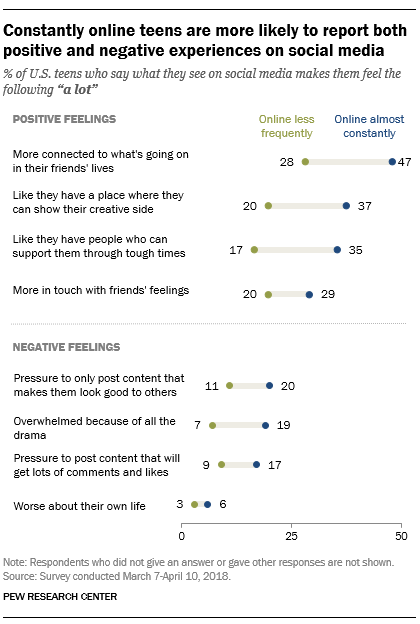 Constantly online teens are more likely to report both
positive and negative experiences on social media
% of U.S. teens who say what they see on social media makes them feel the
following "a lot"
POSITIVE FEELINGS
Online less
frequently
Online almost
constantly
More connected to what's going on
in their friends' lives
28 47
Like they have a place where they
can show their creative side
20 37
Like they have people who can
support them through tough times
17 35
More in touch with friends' feelings
20 29
NEGATIVE FEELINGS
Pressure to only post content that
makes them look good to others
11 20
Overwhelmed because of all the
drama
7 19
Pressure to post content that will
get lots of comments and likes
9 17
Worse about their own life
3 6
0 25 50
Note: Respondents who did not give an answer or gave other responses are not shown.
Source: Survey conducted March 7-April 10, 2018.
PEW RESEARCH CENTER